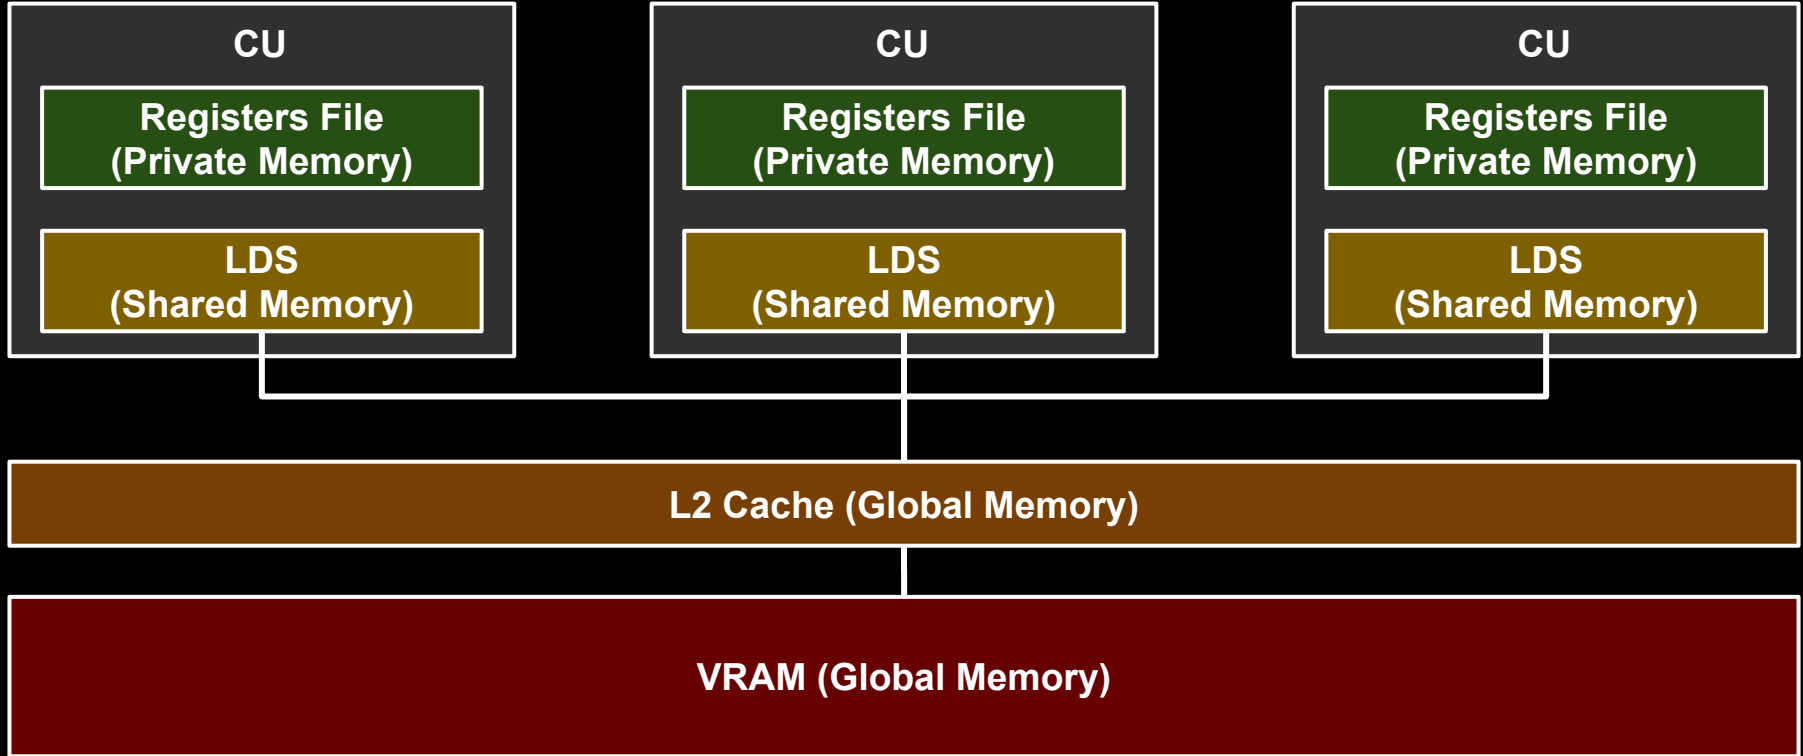 CU
Registers File
(Private Memory)
LDS
(Shared Memory)
CU
Registers File
(Private Memory)
LDS
(Shared Memory)
CU
Registers File
(Private Memory)
LDS
(Shared Memory)
L2 Cache (Global Memory)
VRAM (Global Memory)